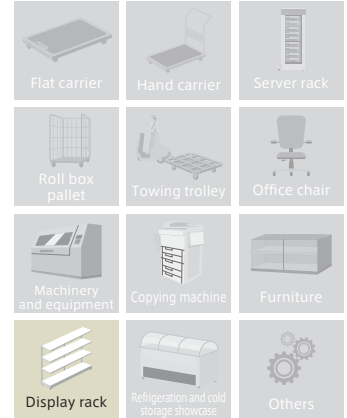 Flat carrier
Hand carrier
Server rack
Roll box
pallet
Towing trolley
Office chair
Machinery
and equipment
Copying machine
Furniture
Display rack
Refrigeration and cold
storage showcase
Others